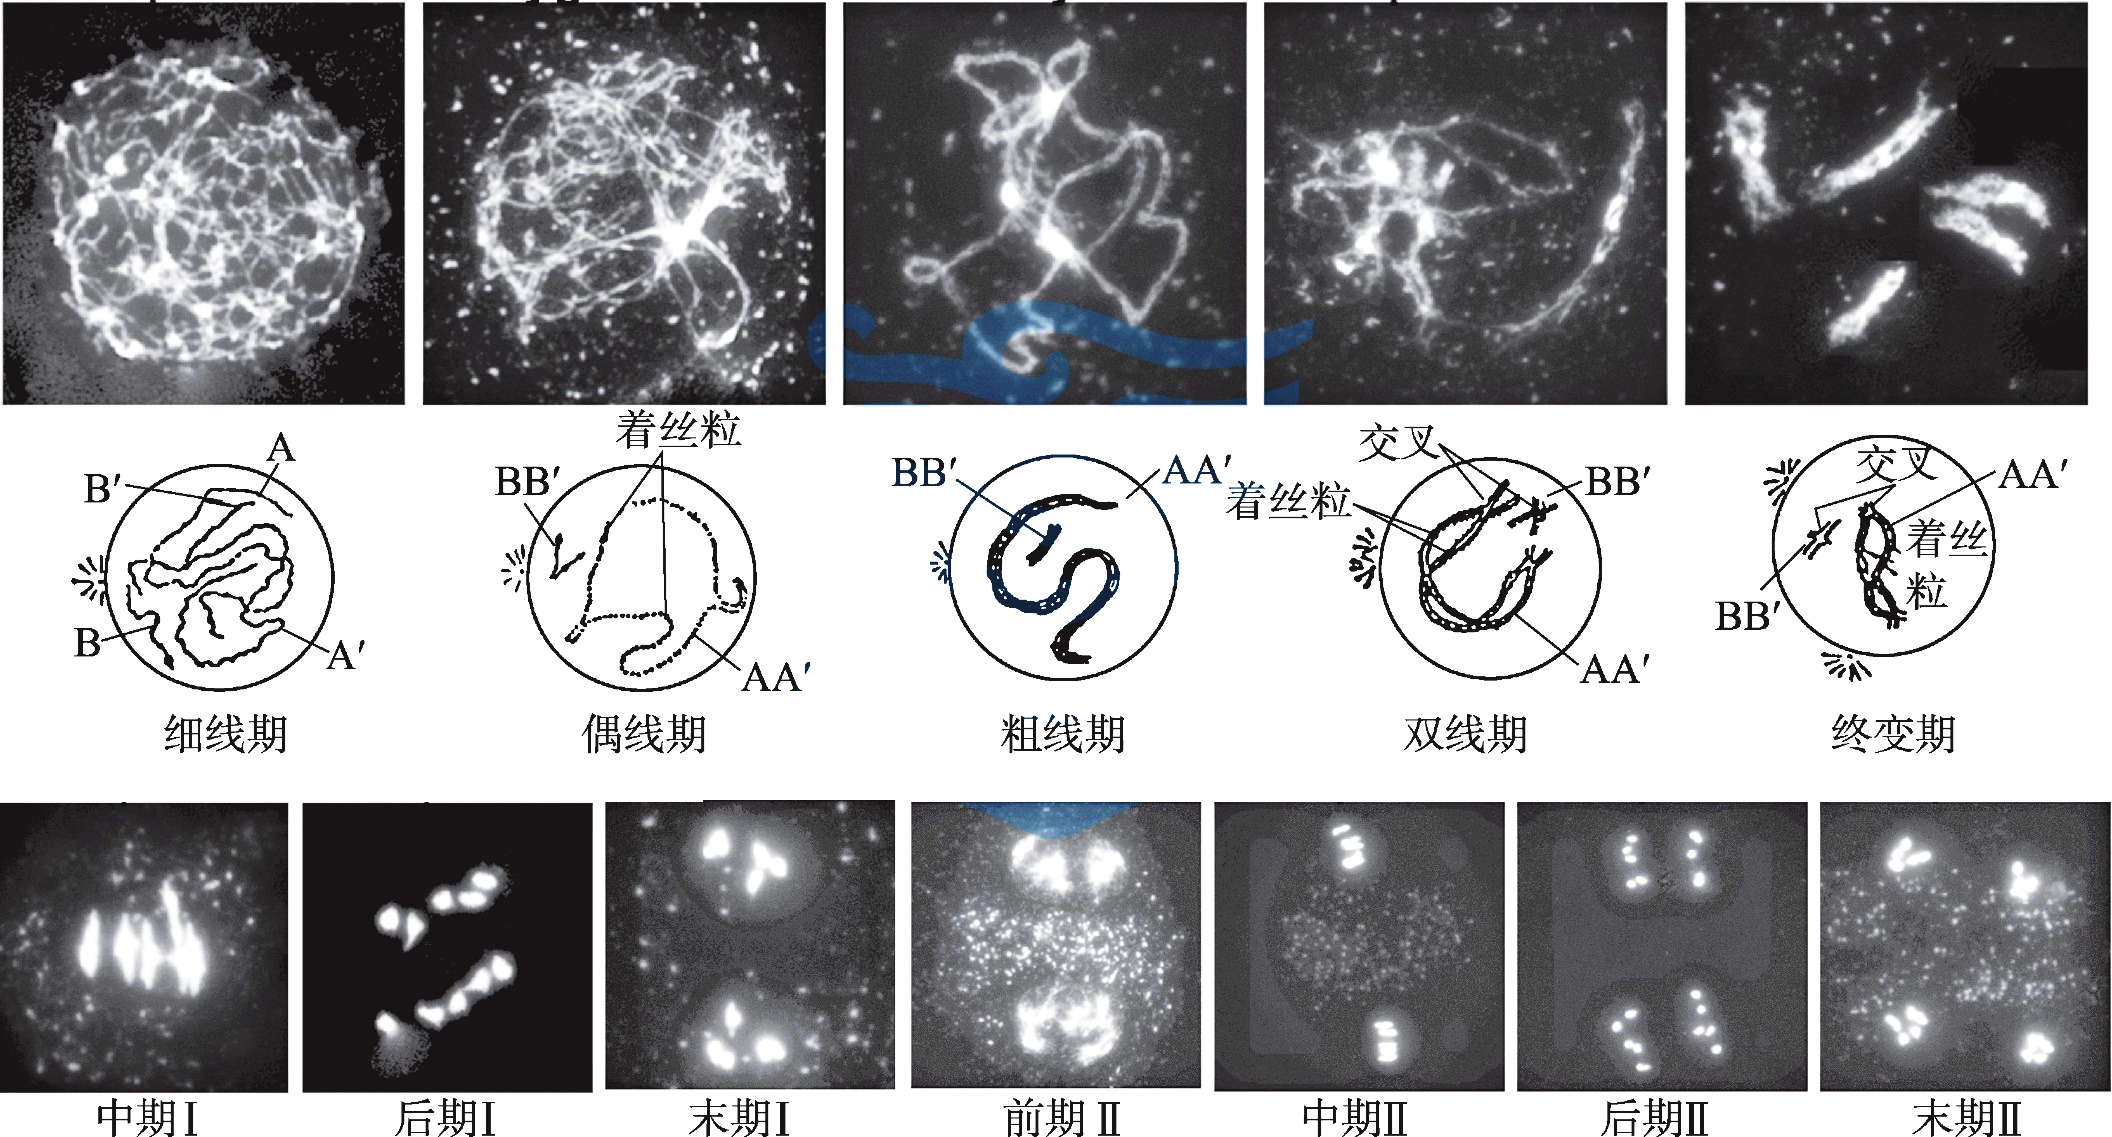 A
B′
B
A′
细线期
着丝粒
BB′
AA′
偶线期
BB′
AA′
粗线期
交叉
着丝粒
BB′
AA′
双线期
交叉
AA′
着丝
粒
BB′
终变期
中期Ⅰ
后期Ⅰ
末期Ⅰ
前期Ⅱ
中期Ⅱ
后期Ⅱ
末期Ⅱ